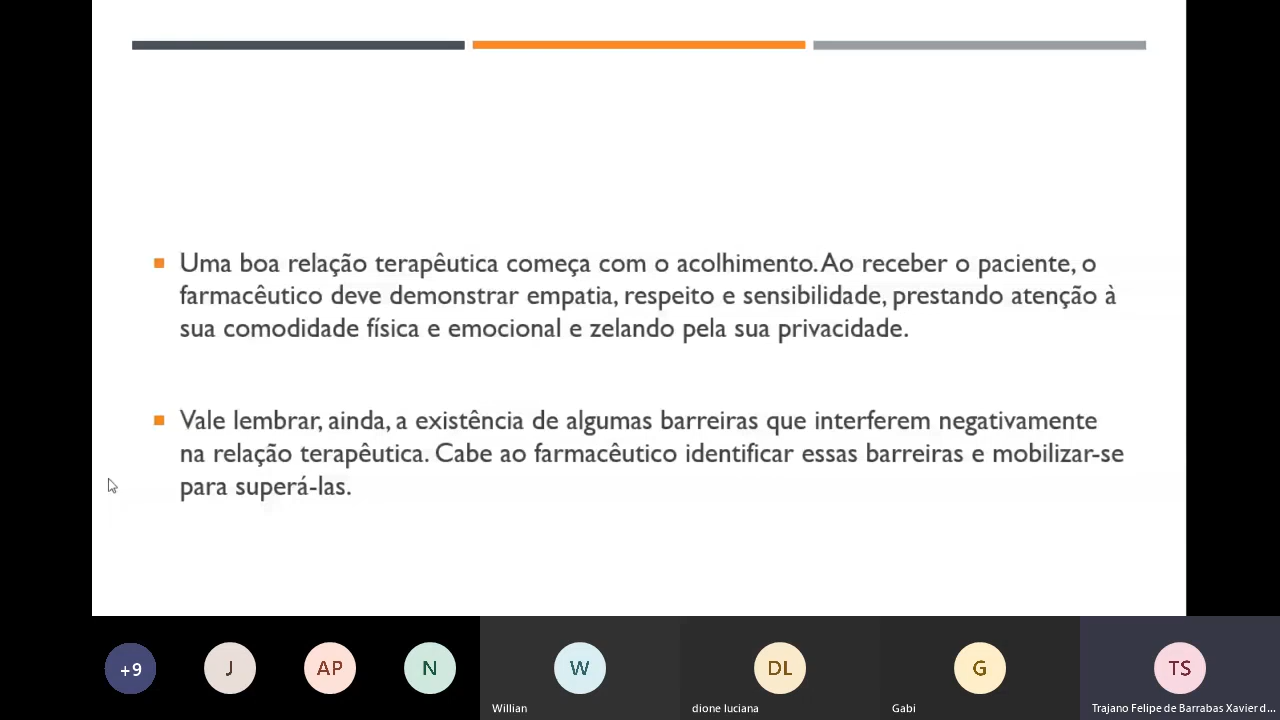 Uma boa relação terapêutica começa com o acolhimento. Ao receber o paciente, o
farmacêutico deve demonstrar empatia, respeito e sensibilidade, prestando atenção à
sua comodidade física e emocional e zelando pela sua privacidade.
Vale lembrar, ainda, a existência de algumas barreiras que interferem negativamente
na relação terapêutica. Cabe ao farmacêutico identificar essas barreiras e mobilizar-se
para superá-las.
+9
J
AP
N
W
DL
G
TS
Willian
dione luciana
Gabi
Trajano Felipe de Barrabas Xavier d...